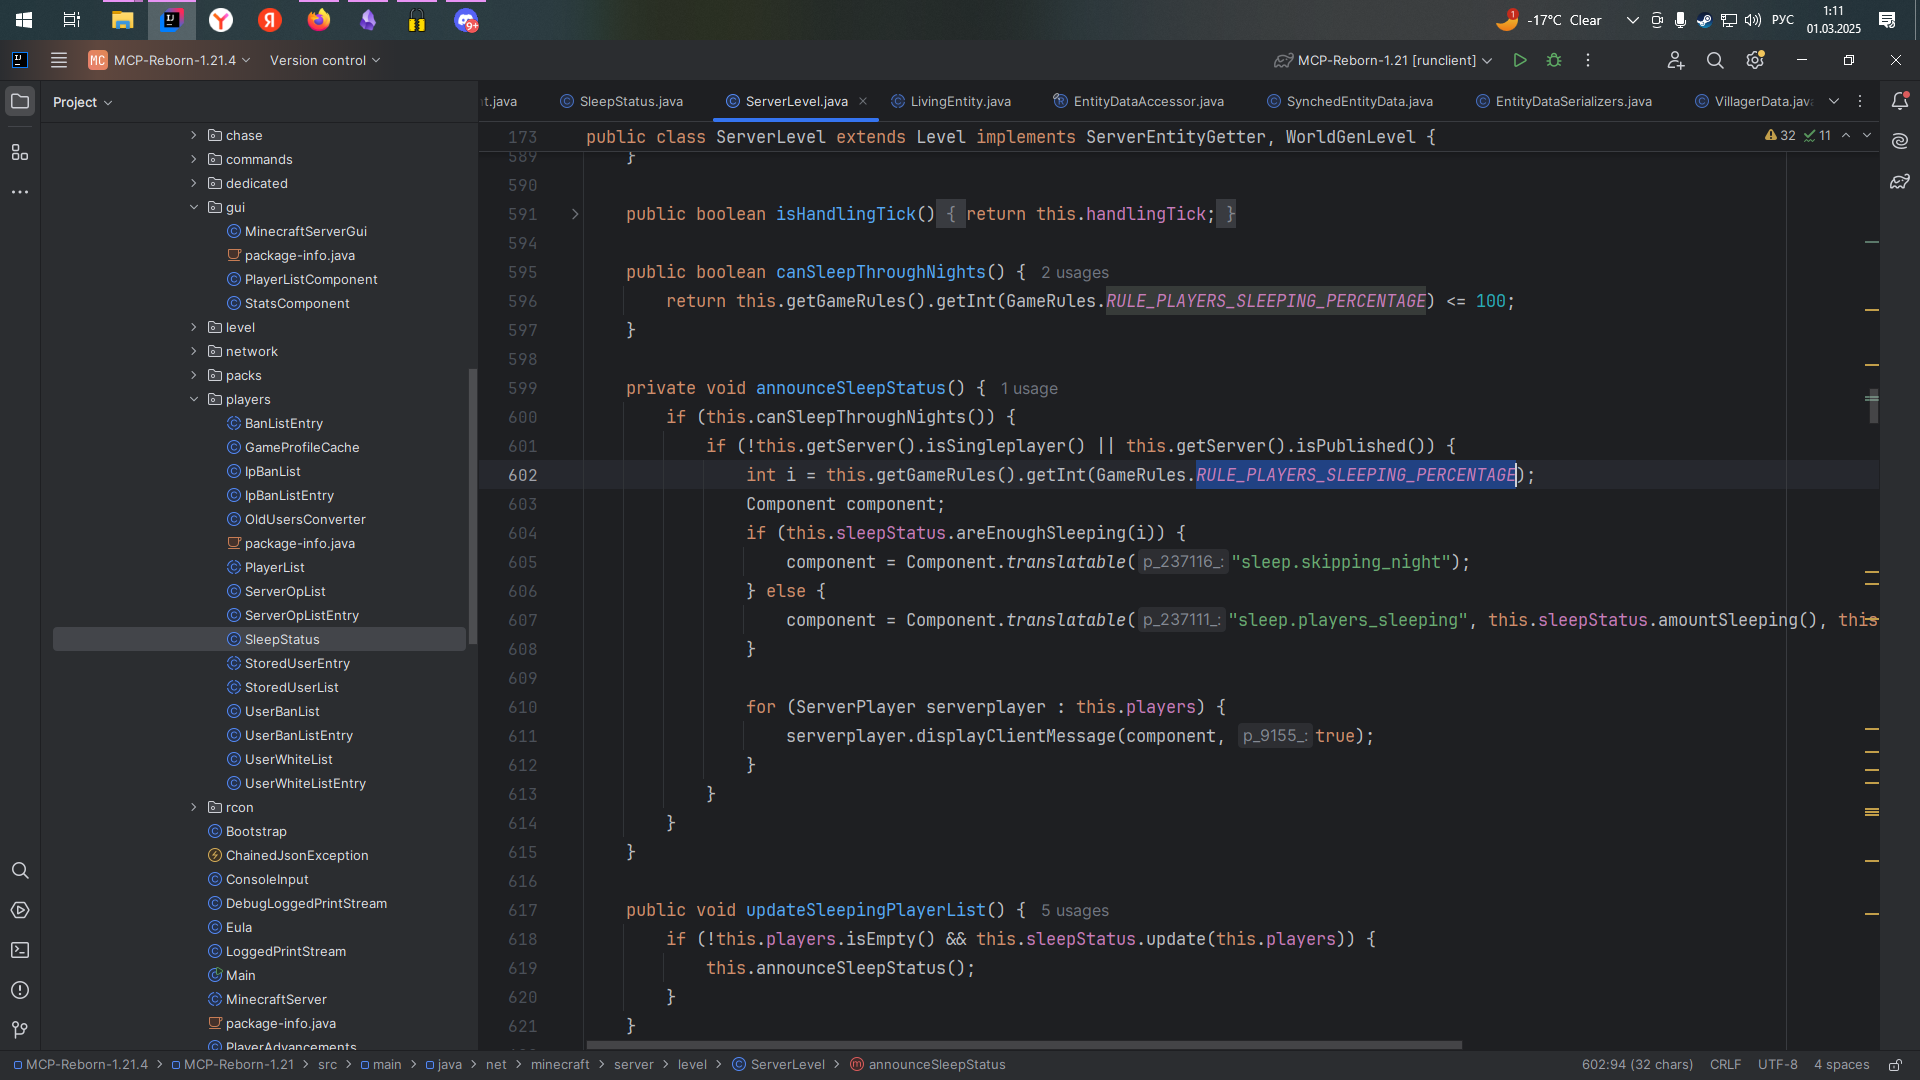 -17°C Clear
РУС
1:11
01.03.2025
9+
MC MCP-Reborn-1.21.4
Version control
MCP-Reborn-1.21 [runclient]
Project
t.java
SleepStatus.java
ServerLevel.java
LivingEntity.java
EntityDataAccessor.java
SynchedEntityData.java
EntityDataSerializers.java
VillagerData.java
173 public class ServerLevel extends Level implements ServerEntityGetter, WorldGenLevel {
32 11
chase
commands
dedicated
gui
MinecraftServerGui
package-info.java
PlayerListComponent
StatsComponent
level
network
packs
players
BanListEntry
GameProfileCache
IpBanList
IpBanListEntry
OldUsersConverter
package-info.java
PlayerList
ServerOpList
ServerOpListEntry
SleepStatus
StoredUserEntry
StoredUserList
UserBanList
UserBanListEntry
UserWhiteList
UserWhiteListEntry
rcon
Bootstrap
ChainedJsonException
ConsoleInput
DebugLoggedPrintStream
Eula
LoggedPrintStream
Main
MinecraftServer
package-info.java
PlayerAdvancements
589 }
590
591 public boolean isHandlingTick() { return this.handlingTick; }
594
595 public boolean canSleepThroughNights() { 2 usages
596 return this.getGameRules().getInt(GameRules.RULE_PLAYERS_SLEEPING_PERCENTAGE) <= 100;
597 }
598
599 private void announceSleepStatus() { 1 usage
600 if (this.canSleepThroughNights()) {
601 if (!this.getServer().isSingleplayer() || this.getServer().isPublished()) {
602 int i = this.getGameRules().getInt(GameRules.RULE_PLAYERS_SLEEPING_PERCENTAGE);
603 Component component;
604 if (this.sleepStatus.areEnoughSleeping(i)) {
605 component = Component.translatable( p_237116_: "sleep.skipping_night");
606 } else {
607 component = Component.translatable( p_237111_: "sleep.players_sleeping", this.sleepStatus.amountSleeping(), this
608 }
609
610 for (ServerPlayer serverplayer : this.players) {
611 serverplayer.displayClientMessage(component, p_9155_: true);
612 }
613 }
614 }
615 }
616
617 public void updateSleepingPlayerList() { 5 usages
618 if (!this.players.isEmpty() && this.sleepStatus.update(this.players)) {
619 this.announceSleepStatus();
620 }
621 }
MCP-Reborn-1.21.4 > MCP-Reborn-1.21 > src > main > java > net > minecraft > server > level > ServerLevel > announceSleepStatus
602:94 (32 chars) CRLF UTF-8 4 spaces